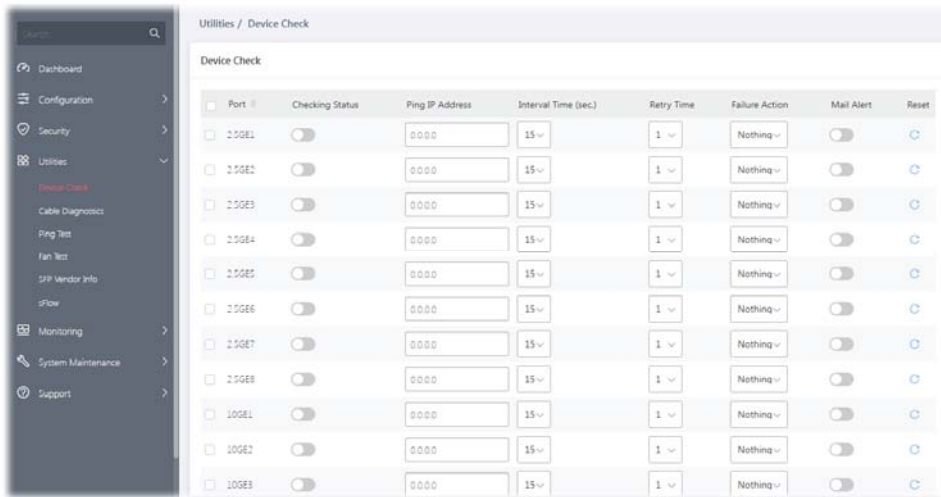 Search
Dashboard
Configuration
Security
Utilities
Device Check
Cable Diagnostics
Ping Test
Fan Test
SFP Vendor Info
sFlow
Monitoring
System Maintenance
Support
Utilities / Device Check
Device Check
Port Checking Status Ping IP Address Interval Time (sec.) Retry Time Failure Action Mail Alert Reset
2.5GE1 0.0.0.0 15 1 Nothing
2.5GE2 0.0.0.0 15 1 Nothing
2.5GE3 0.0.0.0 15 1 Nothing
2.5GE4 0.0.0.0 15 1 Nothing
2.5GE5 0.0.0.0 15 1 Nothing
2.5GE6 0.0.0.0 15 1 Nothing
2.5GE7 0.0.0.0 15 1 Nothing
2.5GE8 0.0.0.0 15 1 Nothing
10GE1 0.0.0.0 15 1 Nothing
10GE2 0.0.0.0 15 1 Nothing
10GE3 0.0.0.0 15 1 Nothing